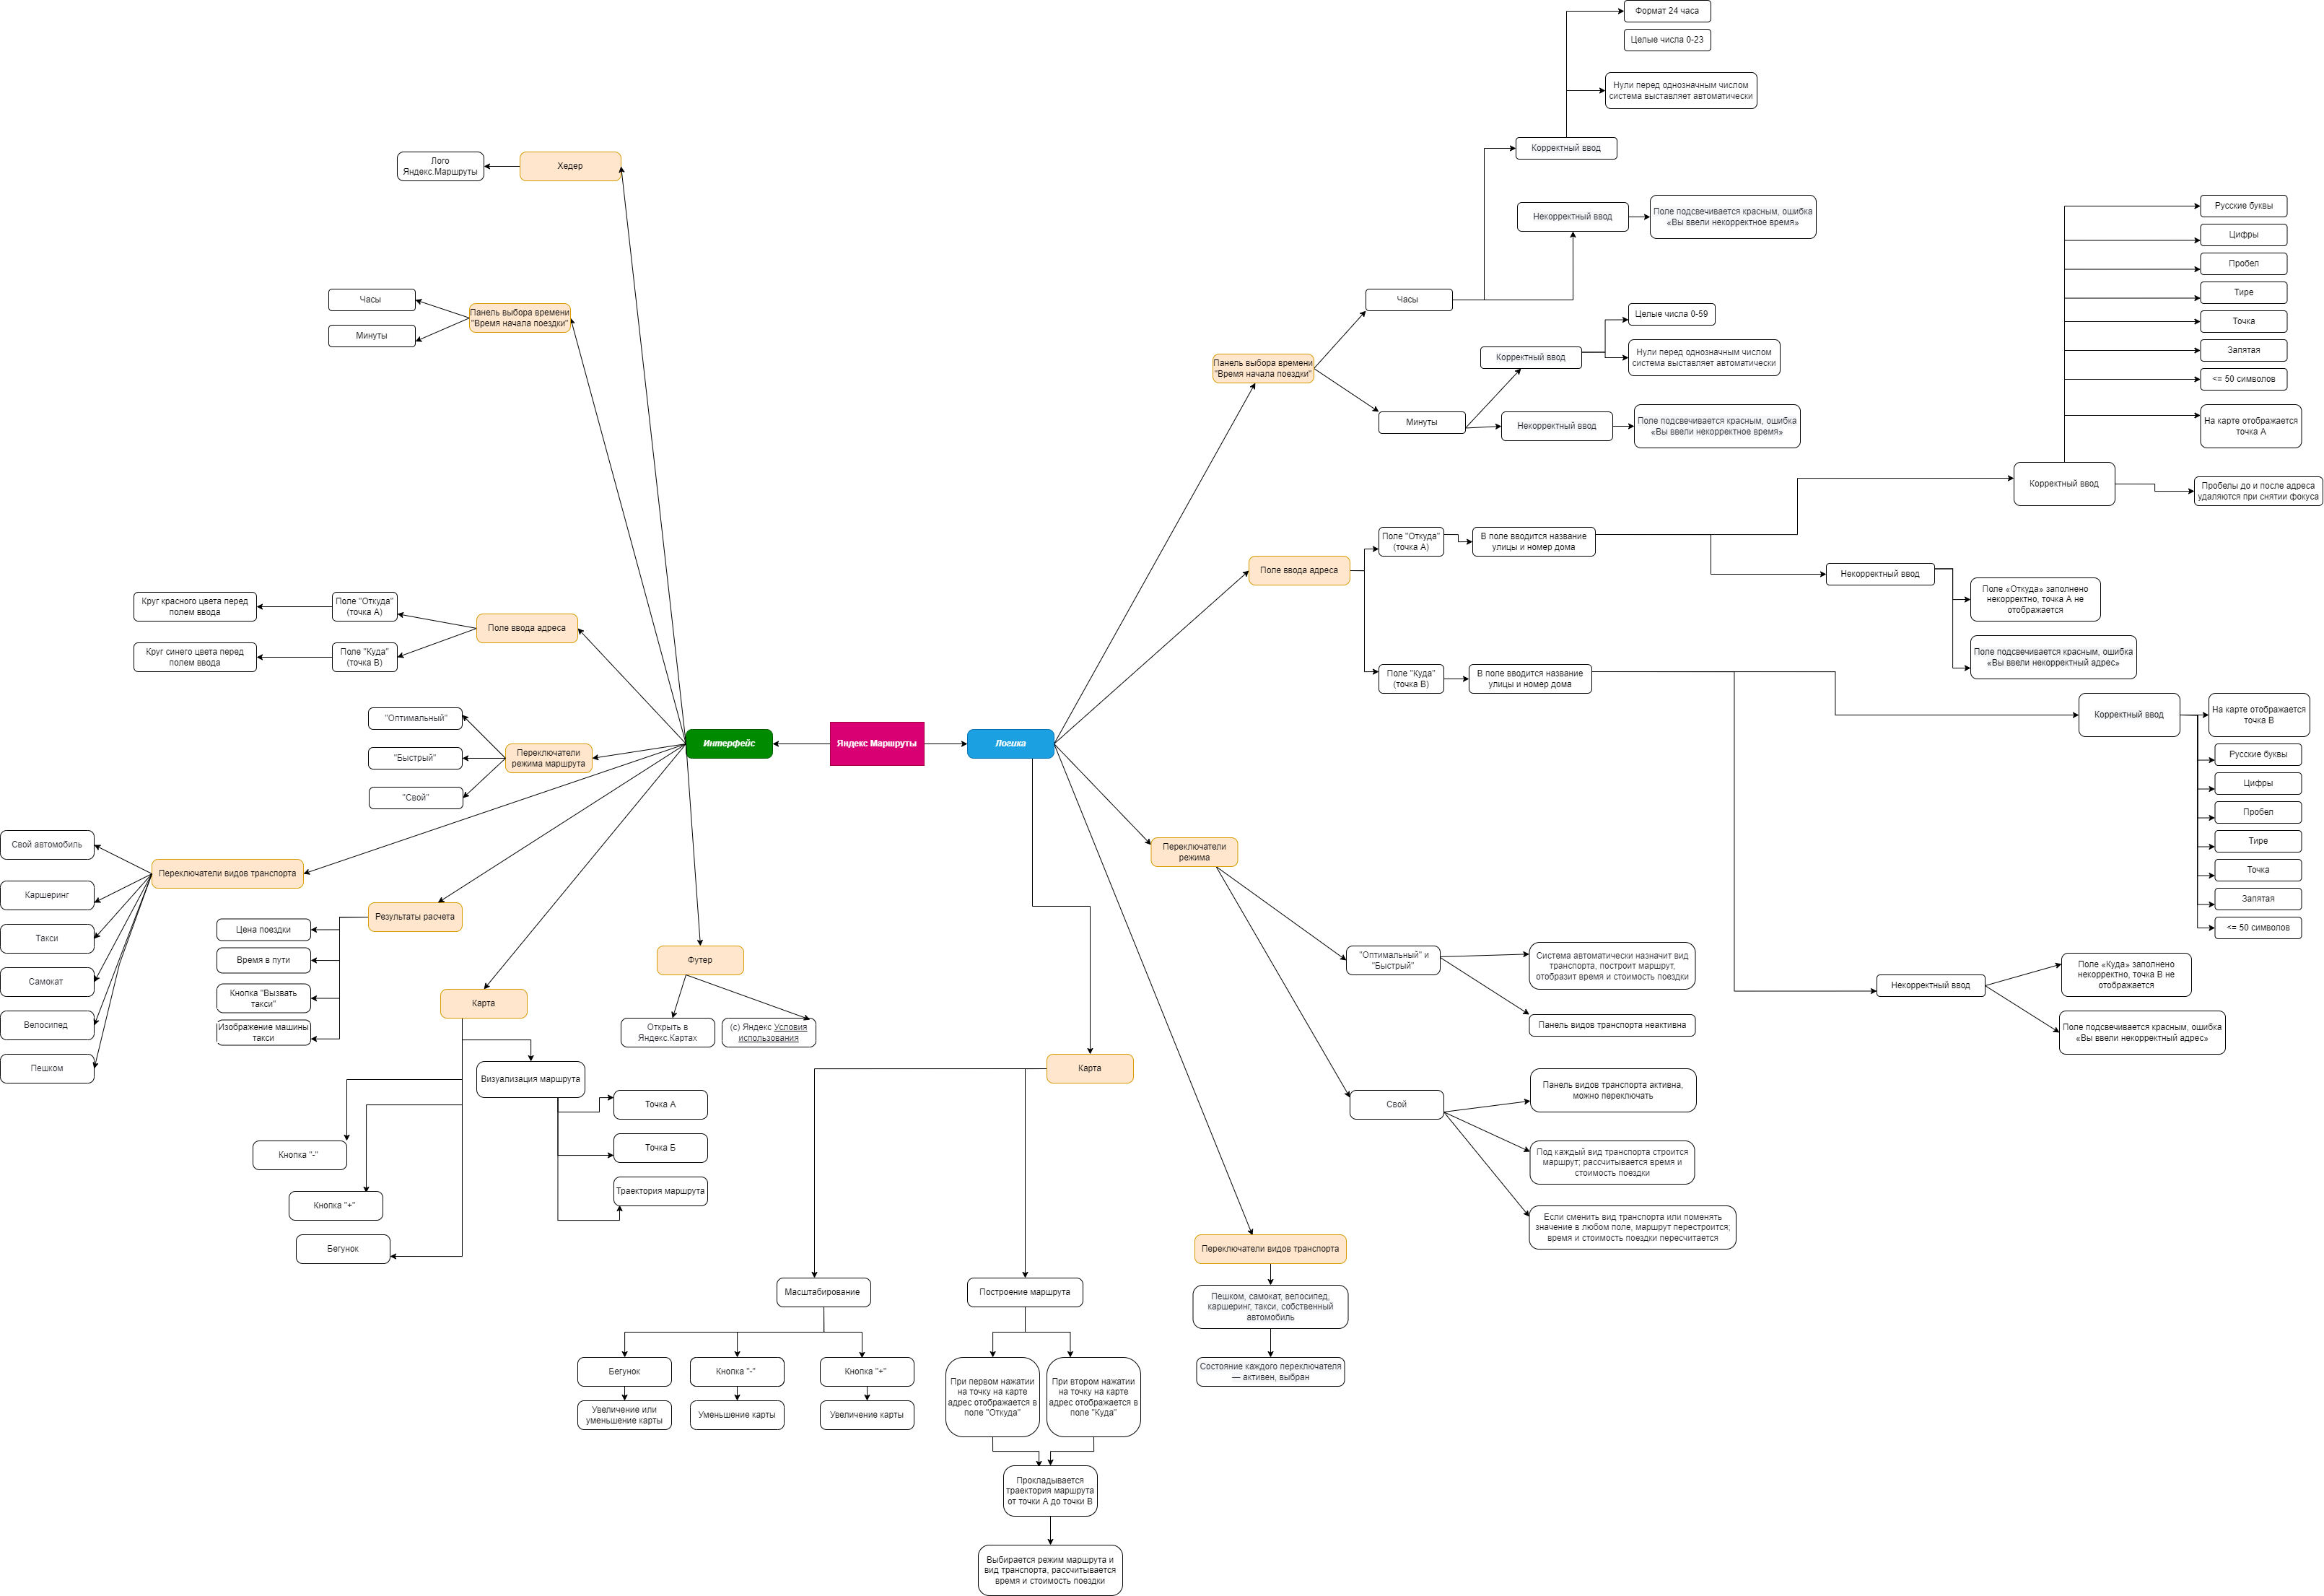 Яндекс Маршруты
Интерфейс
Хедер
Лого
Яндекс.Маршруты
Панель выбора времени
"Время начала поездки"
Часы
Минуты
Поле ввода адреса
Поле "Откуда"
(точка А)
Круг красного цвета перед
полем ввода
Поле "Куда"
(точка В)
Круг синего цвета перед
полем ввода
Переключатели
режима маршрута
"Оптимальный"
"Быстрый"
"Свой"
Переключатели видов транспорта
Свой автомобиль
Каршеринг
Такси
Самокат
Велосипед
Пешком
Результаты расчета
Цена поездки
Время в пути
Кнопка "Вызвать
такси"
Изображение машины
такси
Карта
Визуализация маршрута
Точка А
Точка Б
Траектория маршрута
Кнопка "-"
Кнопка "+"
Бегунок
Футер
Открыть в
Яндекс.Картах
(с) Яндекс Условия
использования
Логика
Панель выбора времени
"Время начала поездки"
Часы
Корректный ввод
Формат 24 часа
Целые числа 0-23
Нули перед однозначным числом
система выставляет автоматически
Некорректный ввод
Поле подсвечивается красным, ошибка
«Вы ввели некорректное время»
Минуты
Корректный ввод
Целые числа 0-59
Нули перед однозначным числом
система выставляет автоматически
Некорректный ввод
Поле подсвечивается красным, ошибка
«Вы ввели некорректное время»
Поле ввода адреса
Поле "Откуда"
(точка А)
В поле вводится название
улицы и номер дома
Корректный ввод
Русские буквы
Цифры
Пробел
Тире
Точка
Запятая
<= 50 символов
На карте отображается
точка А
Пробелы до и после адреса
удаляются при снятии фокуса
Некорректный ввод
Поле «Откуда» заполнено
некорректно, точка А не
отображается
Поле подсвечивается красным, ошибка
«Вы ввели некорректный адрес»
Поле "Куда"
(точка В)
В поле вводится название
улицы и номер дома
Корректный ввод
На карте отображается
точка В
Русские буквы
Цифры
Пробел
Тире
Точка
Запятая
<= 50 символов
Некорректный ввод
Поле «Куда» заполнено
некорректно, точка В не
отображается
Поле подсвечивается красным, ошибка
«Вы ввели некорректный адрес»
Переключатели
режима
"Оптимальный" и
"Быстрый"
Система автоматически назначит вид
транспорта, построит маршрут,
отобразит время и стоимость поездки
Панель видов транспорта неактивна
Свой
Панель видов транспорта активна,
можно переключать
Под каждый вид транспорта строится
маршрут; рассчитывается время и
стоимость поездки
Если сменить вид транспорта или поменять
значение в любом поле, маршрут перестроится;
время и стоимость поездки пересчитается
Переключатели видов транспорта
Пешком, самокат, велосипед,
каршеринг, такси, собственный
автомобиль
Состояние каждого переключателя
— активен, выбран
Карта
Масштабирование
Бегунок
Увеличение или
уменьшение карты
Кнопка "-"
Уменьшение карты
Кнопка "+"
Увеличение карты
Построение маршрута
При первом нажатии
на точку на карте
адрес отображается в
поле "Откуда"
При втором нажатии
на точку на карте
адрес отображается в
поле "Куда"
Прокладывается
траектория маршрута
от точки А до точки В
Выбирается режим маршрута и
вид транспорта, рассчитывается
время и стоимость поездки